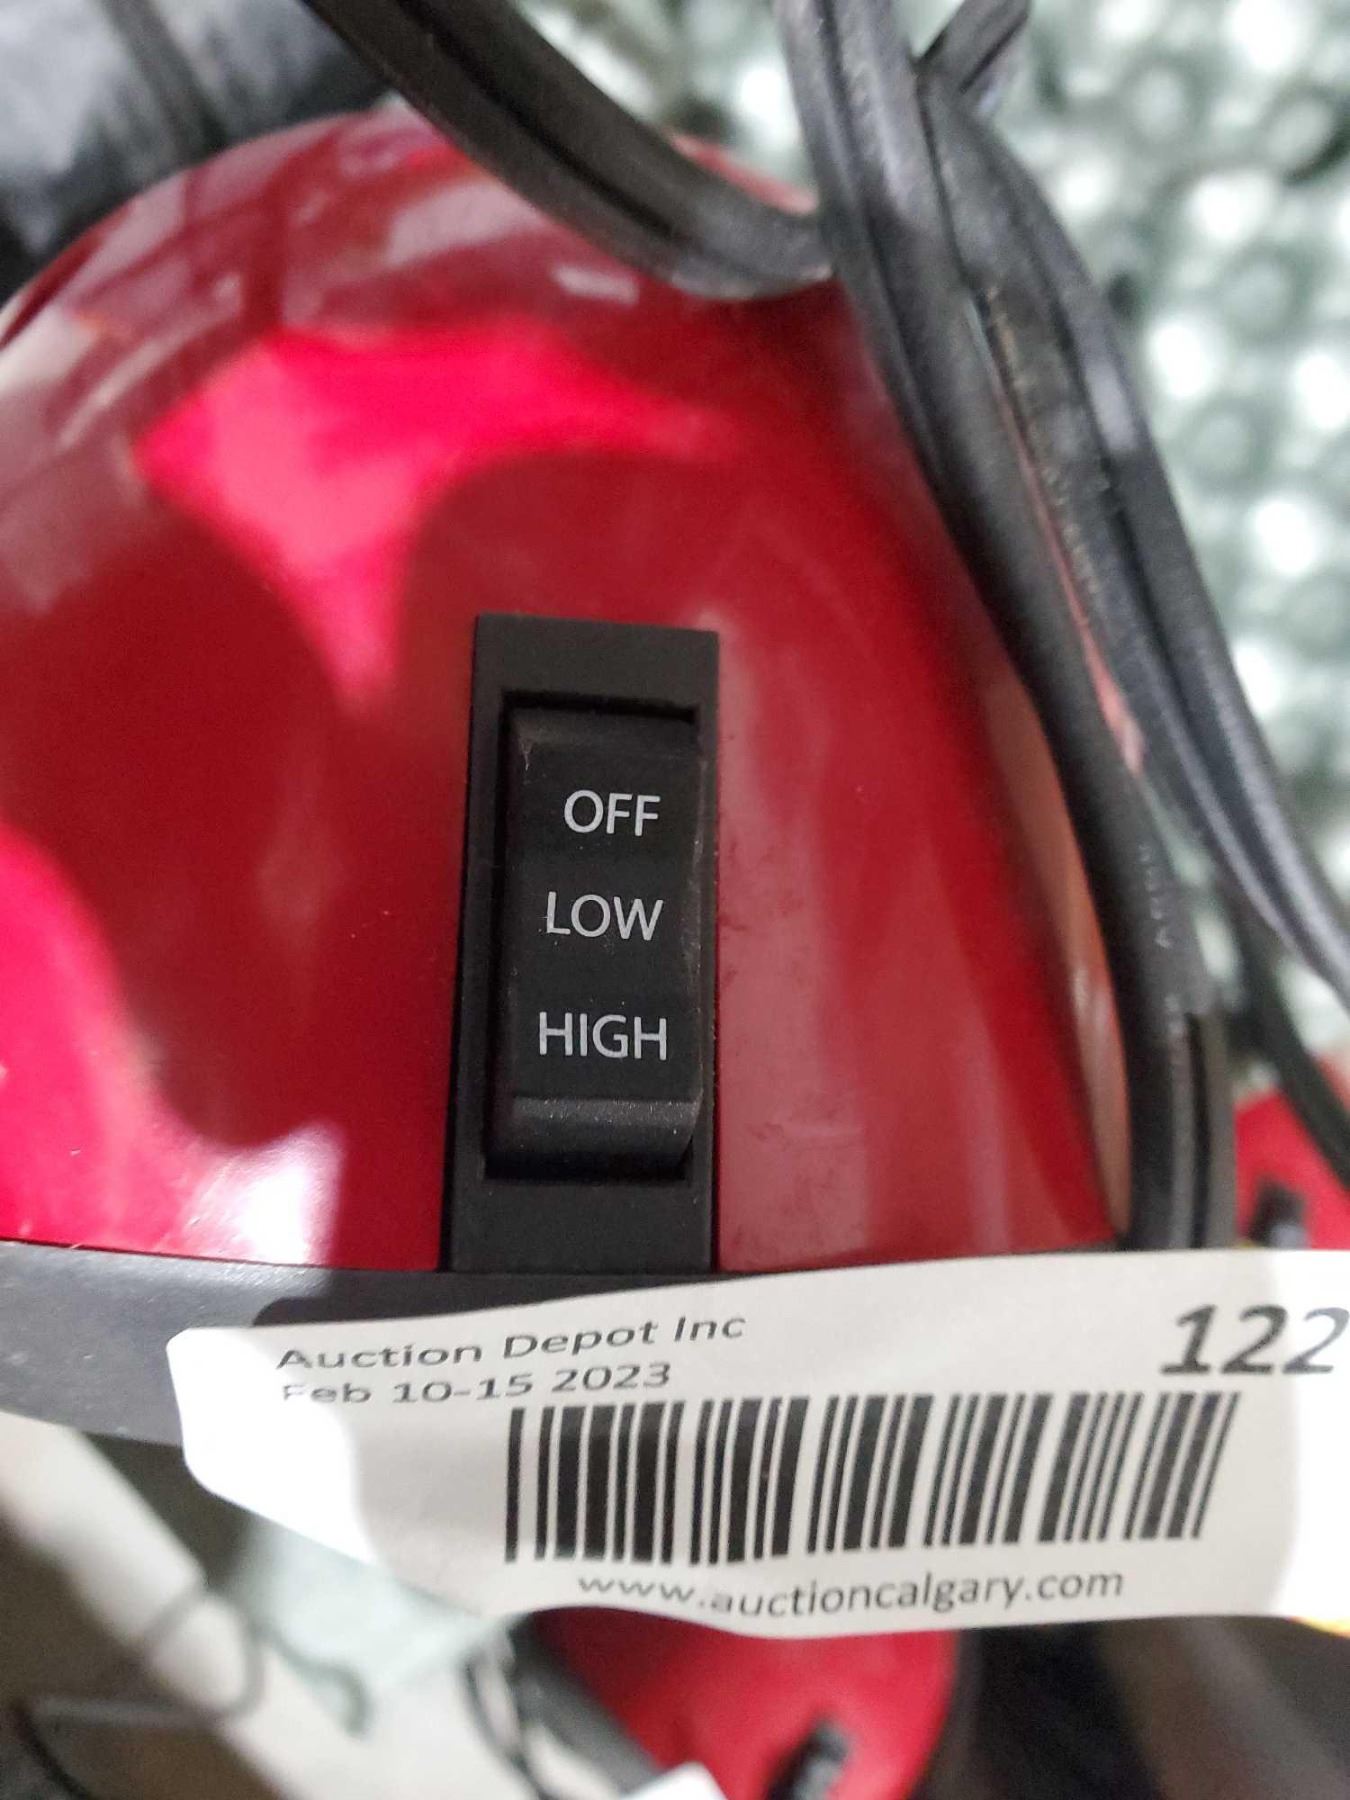 OFF
LOW
HIGH
Auction Depot Inc
122
Feb 10-15 2023
www.auctioncalgary.com